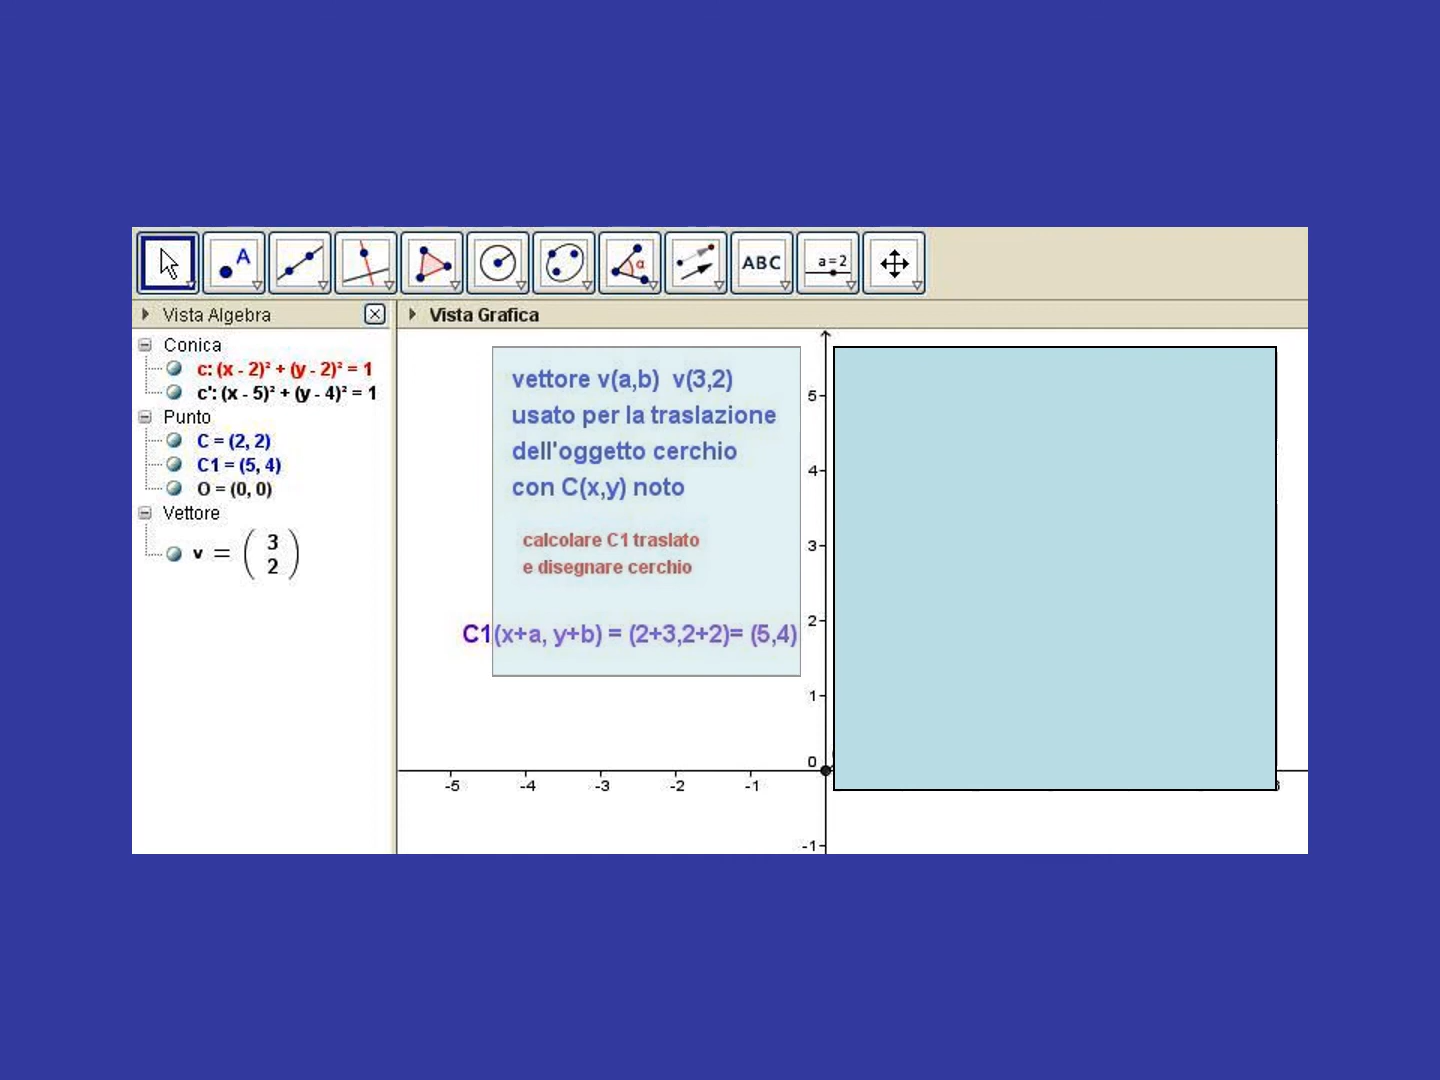 A
α
ABC
a=2
Vista Algebra
Vista Grafica
Conica
c: (x - 2)² + (y - 2)² = 1
c': (x - 5)² + (y - 4)² = 1
Punto
C = (2, 2)
C1 = (5, 4)
O = (0, 0)
Vettore
v = ( 3
2 )
vettore v(a,b)  v(3,2)
usato per la traslazione
dell'oggetto cerchio
con C(x,y) noto
calcolare C1 traslato
e disegnare cerchio
C1(x+a, y+b) = (2+3,2+2)= (5,4)
5
4
3
2
1
0
-5 -4 -3 -2 -1
-1